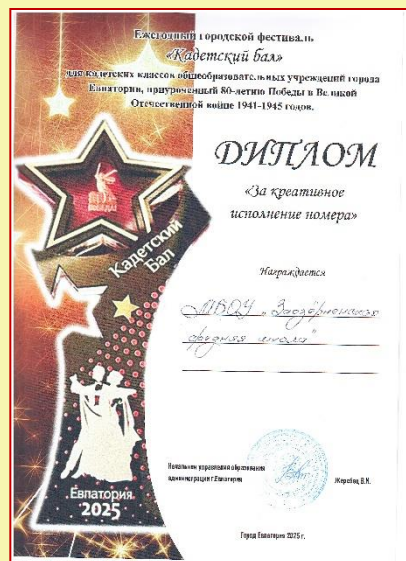 Ежегодный городской фестиваль
«Кадетский бал»
для кадетских классов общеобразовательных учреждений города
Евпатории, приуроченный 80-летию Победы в Великой
Отечественной войне 1941-1945 годов.
ДИПЛОМ
«За креативное
исполнение номера»
Кадетский
Бал
Награждается
МБОУ „Заозёрненская
средняя школа"
Начальник управления образования
администрации г.Евпатории
Жеребец В.И.
Евпатория
2025
Город Евпатория 2025 г.